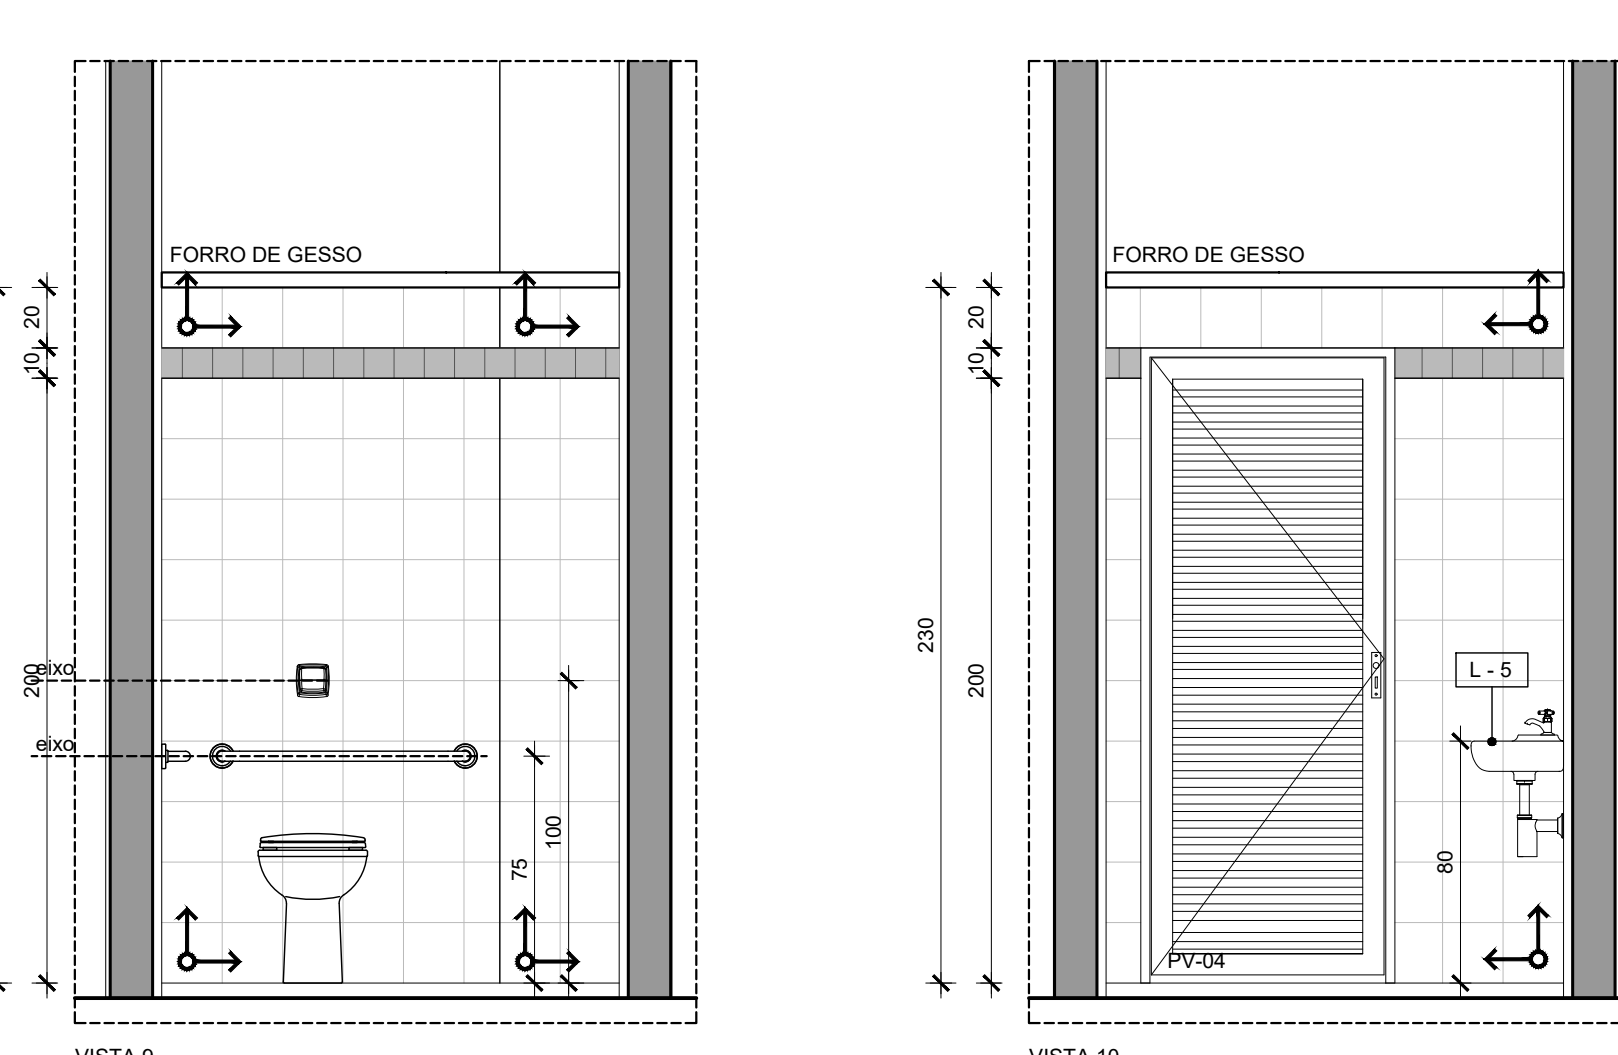 FORRO DE GESSO
20
10
200
eixo
eixo
75
100
VISTA 9
FORRO DE GESSO
20
10
230
200
L - 5
80
PV-04
VISTA 10